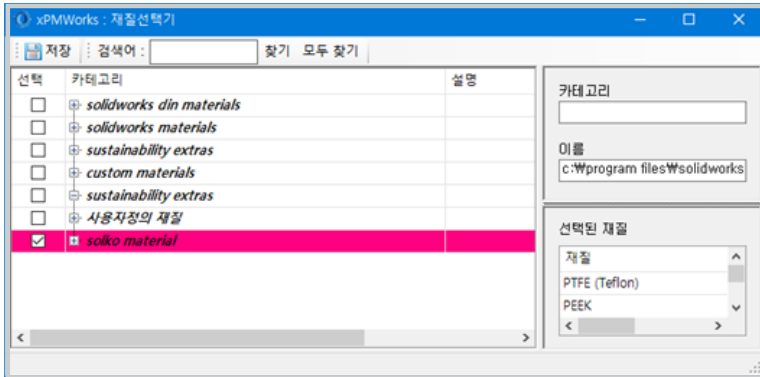 xPMWorks : 재질선택기
저장 검색어 : 찾기 모두 찾기
선택 카테고리 설명
solidworks din materials
solidworks materials
sustainability extras
custom materials
sustainability extras
사용자정의 재질
solko material
카테고리
이름
c:₩program files₩solidworks
선택된 재질
재질
PTFE (Teflon)
PEEK